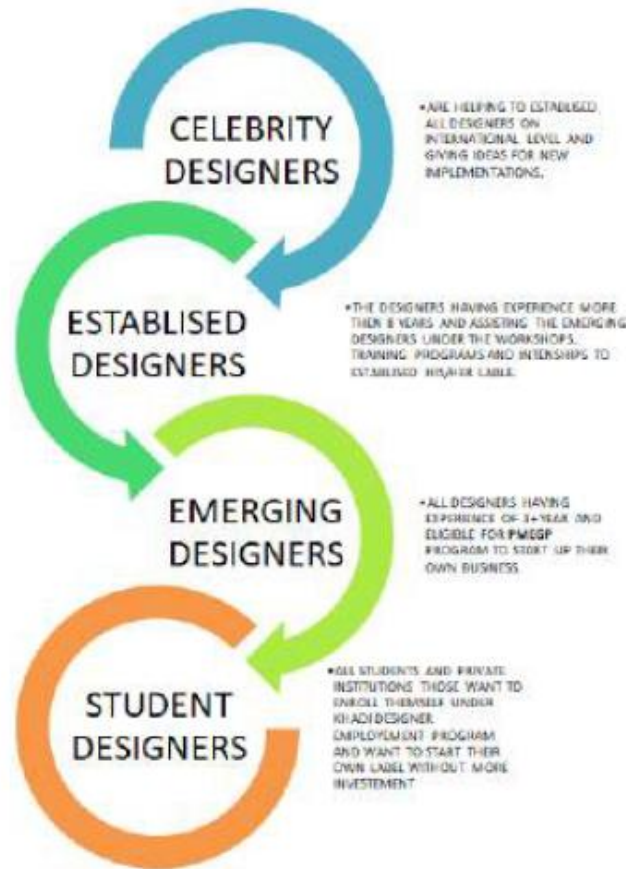 CELEBRITY
DESIGNERS
•ARE HELPING TO ESTABLISED
ALL DESIGNERS ON
INTERNATIONAL LEVEL AND
GIVING IDEAS FOR NEW
IMPLEMENTATIONS.
ESTABLISED
DESIGNERS
•THE DESIGNERS HAVING EXPERIENCE MORE
THEN 8 YEARS AND ASSISTING THE EMERGING
DESIGNERS UNDER THE WORKSHOPS,
TRAINING PROGRAMS AND INTENSHIPS TO
ESTABLISED HIS/HER LABLE.
EMERGING
DESIGNERS
•ALL DESIGNERS HAVING
EXPERIENCE OF 3+ YEAR AND
ELIGIBLE FOR PMEGP
PROGRAM TO START UP THEIR
OWN BUSINESS
STUDENT
DESIGNERS
•ALL STUDENTS AND PRIVATE
INSTITUTIONS THOSE WANT TO
ENROLL THEMSELF UNDER
KHADI DESIGNER
EMPLOYEMENT PROGRAM
AND WANT TO START THEIR
OWN LABEL WITHOUT MORE
INVESTEMENT